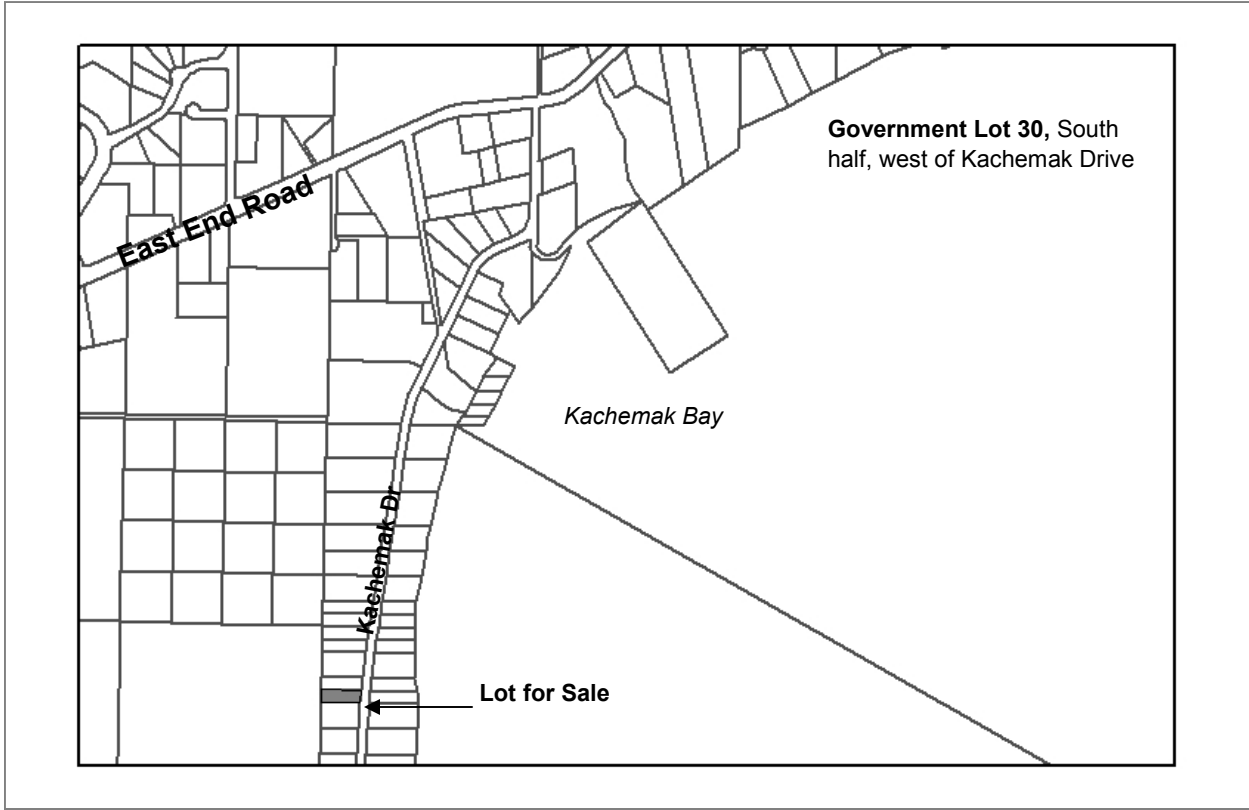 Government Lot 30, South
half, west of Kachemak Drive
East End Road
Kachemak Bay
Kachemak Dr
Lot for Sale